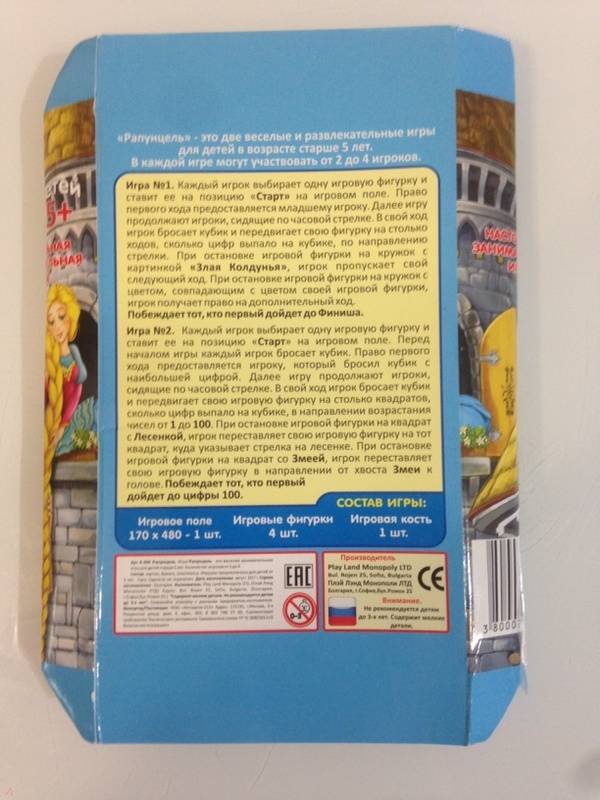 «Рапунцель» - это две веселые и развлекательные игры
для детей в возрасте старше 5 лет.
В каждой игре могут участвовать от 2 до 4 игроков.
Игра №1. Каждый игрок выбирает одну игровую фигурку и
ставит ее на позицию «Старт» на игровом поле. Право
первого хода предоставляется младшему игроку. Далее игру
продолжают игроки, сидящие по часовой стрелке. В свой ход
игрок бросает кубик и передвигает свою фигурку на столько
ходов, сколько цифр выпало на кубике, по направлению
стрелки. При остановке игровой фигурки на кружок с
картинкой «Злая Колдунья», игрок пропускает свой
следующий ход. При остановке игровой фигурки на кружок с
цветом, совпадающим с цветом своей игровой фигурки,
игрок получает право на дополнительный ход.
Побеждает тот, кто первый дойдет до Финиша.
Игра №2. Каждый игрок выбирает одну игровую фигурку и
ставит ее на позицию «Старт» на игровом поле. Перед
началом игры каждый игрок бросает кубик. Право первого
хода предоставляется игроку, который бросил кубик с
наибольшей цифрой. Далее игру продолжают игроки,
сидящие по часовой стрелке. В свой ход игрок бросает кубик
и передвигает свою игровую фигурку на столько квадратов,
сколько цифр выпало на кубике, в направлении возрастания
чисел от 1 до 100. При остановке игровой фигурки на квадрат
с Лесенкой, игрок переставляет свою игровую фигурку на тот
квадрат, куда указывает стрелка на лесенке. При остановке
игровой фигурки на квадрат со Змеей, игрок переставляет
свою игровую фигурку в направлении от хвоста Змеи к
голове. Побеждает тот, кто первый
дойдет до цифры 100.
СОСТАВ ИГРЫ:
Игровое поле Игровые фигурки Игровая кость
170 x 480 - 1 шт. 4 шт. 1 шт.
EAC
0-3
Производитель
Play Land Monopoly LTD
Bul. Rojen 25, Sofia, Bulgaria
Плэй Лэнд Монополи ЛТД
Болгария, г.София,бул.Рожен 25
CE
Внимание.
Не рекомендуется детям
до 3-х лет. Содержит мелкие
детали.
5+